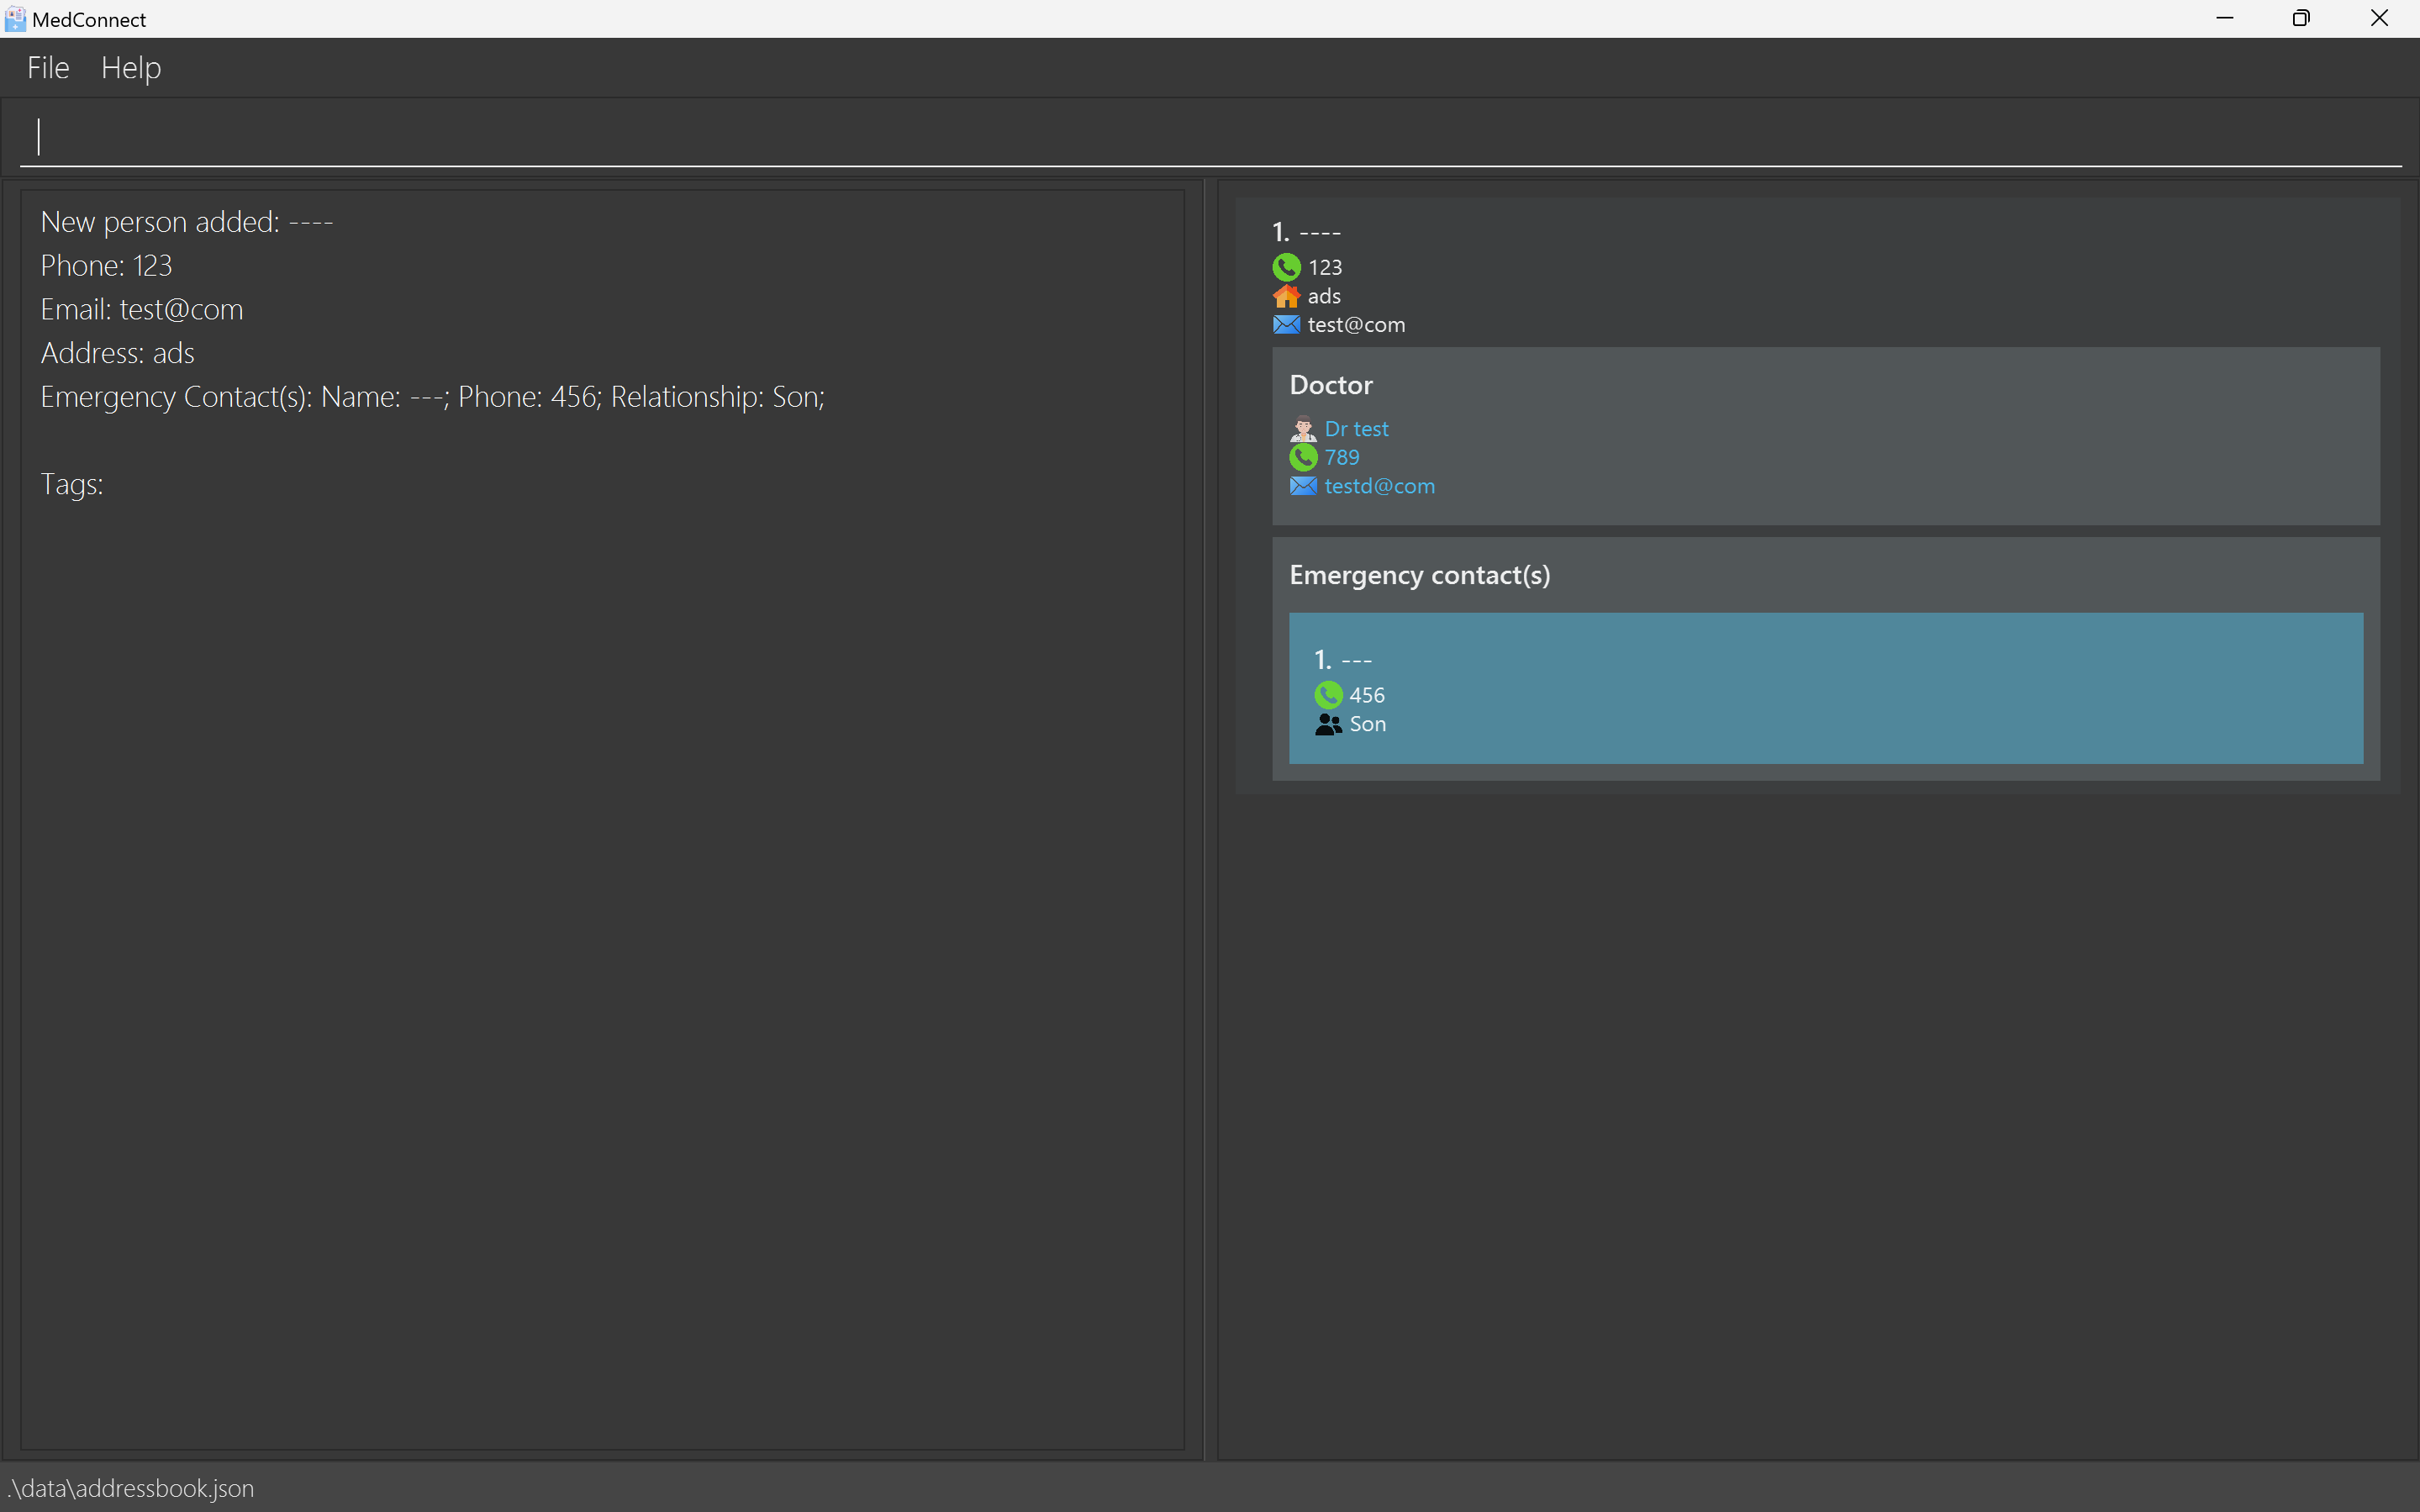 MedConnect
File Help
New person added: ----
Phone: 123
Email: test@com
Address: ads
Emergency Contact(s): Name: ---; Phone: 456; Relationship: Son;
Tags:
1. ----
123
ads
test@com
Doctor
Dr test
789
testd@com
Emergency contact(s)
1. ---
456
Son
.\data\addressbook.json